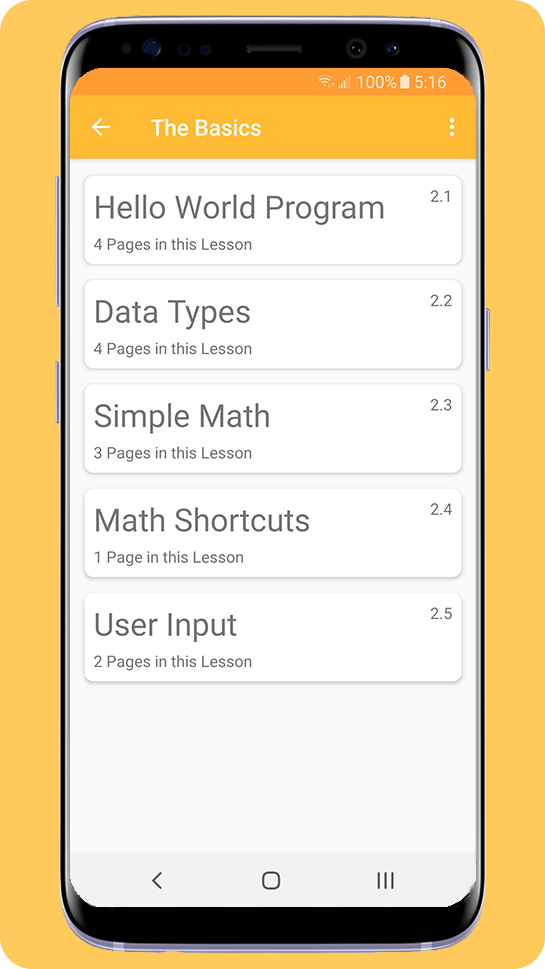 100% 5:16
The Basics
Hello World Program
2.1
4 Pages in this Lesson
Data Types
2.2
4 Pages in this Lesson
Simple Math
2.3
3 Pages in this Lesson
Math Shortcuts
2.4
1 Page in this Lesson
User Input
2.5
2 Pages in this Lesson